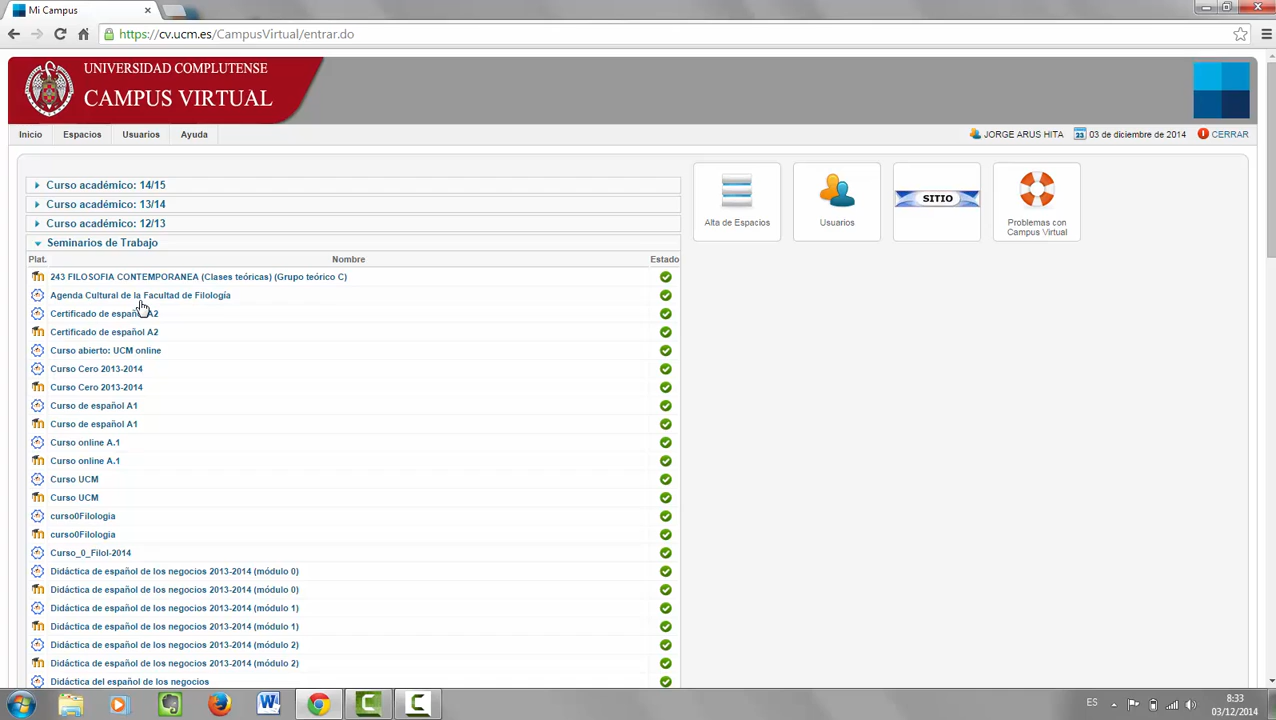 Mi Campus
https://cv.ucm.es/CampusVirtual/entrar.do
UNIVERSIDAD COMPLUTENSE
CAMPUS VIRTUAL
Inicio Espacios Usuarios Ayuda
JORGE ARUS HITA 23 03 de diciembre de 2014 CERRAR
Curso académico: 14/15
Curso académico: 13/14
Curso académico: 12/13
Seminarios de Trabajo
Plat. Nombre Estado
243 FILOSOFIA CONTEMPORANEA (Clases teóricas) (Grupo teórico C)
Agenda Cultural de la Facultad de Filología
Certificado de español A2
Certificado de español A2
Curso abierto: UCM online
Curso Cero 2013-2014
Curso Cero 2013-2014
Curso de español A1
Curso de español A1
Curso online A.1
Curso online A.1
Curso UCM
Curso UCM
curso0Filologia
curso0Filologia
Curso_0_Filol-2014
Didáctica de español de los negocios 2013-2014 (módulo 0)
Didáctica de español de los negocios 2013-2014 (módulo 0)
Didáctica de español de los negocios 2013-2014 (módulo 1)
Didáctica de español de los negocios 2013-2014 (módulo 1)
Didáctica de español de los negocios 2013-2014 (módulo 2)
Didáctica de español de los negocios 2013-2014 (módulo 2)
Didáctica del español de los negocios
Alta de Espacios
Usuarios
SITIO
Problemas con
Campus Virtual
ES
8:33
03/12/2014